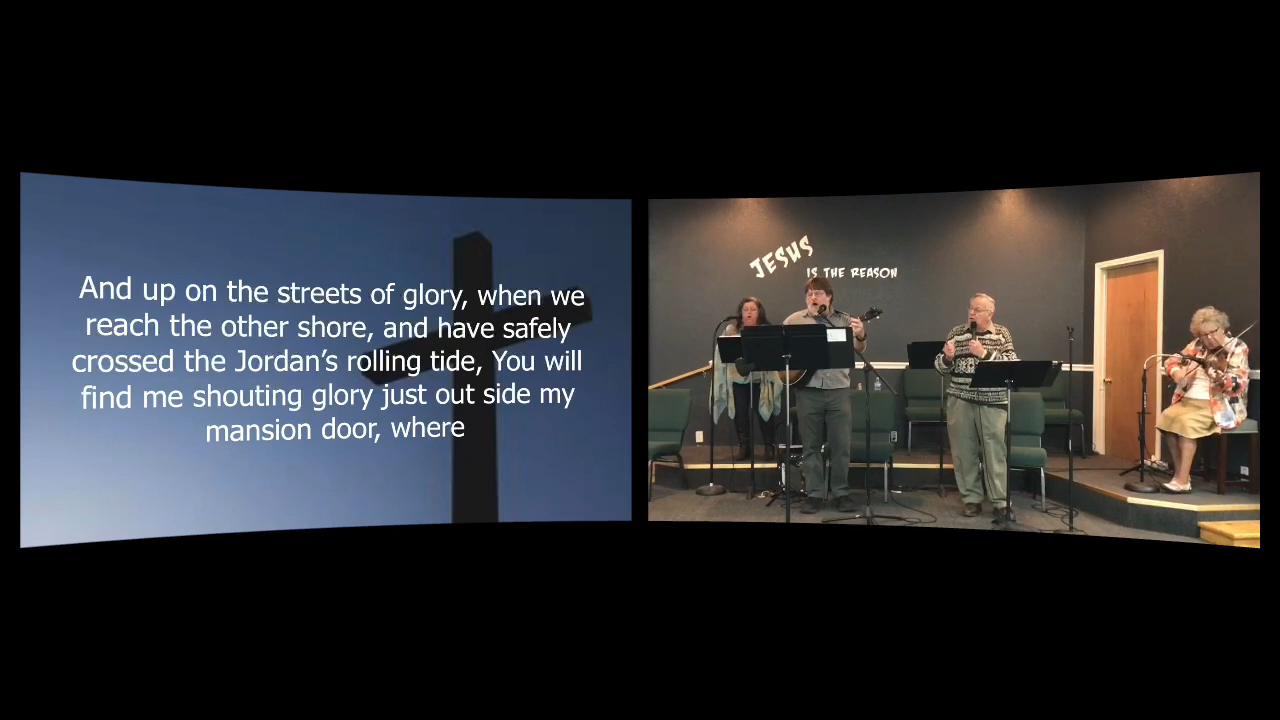 And up on the streets of glory, when we
reach the other shore, and have safely
crossed the Jordan's rolling tide, You will
find me shouting glory just out side my
mansion door, where
JESUS
IS THE REASON